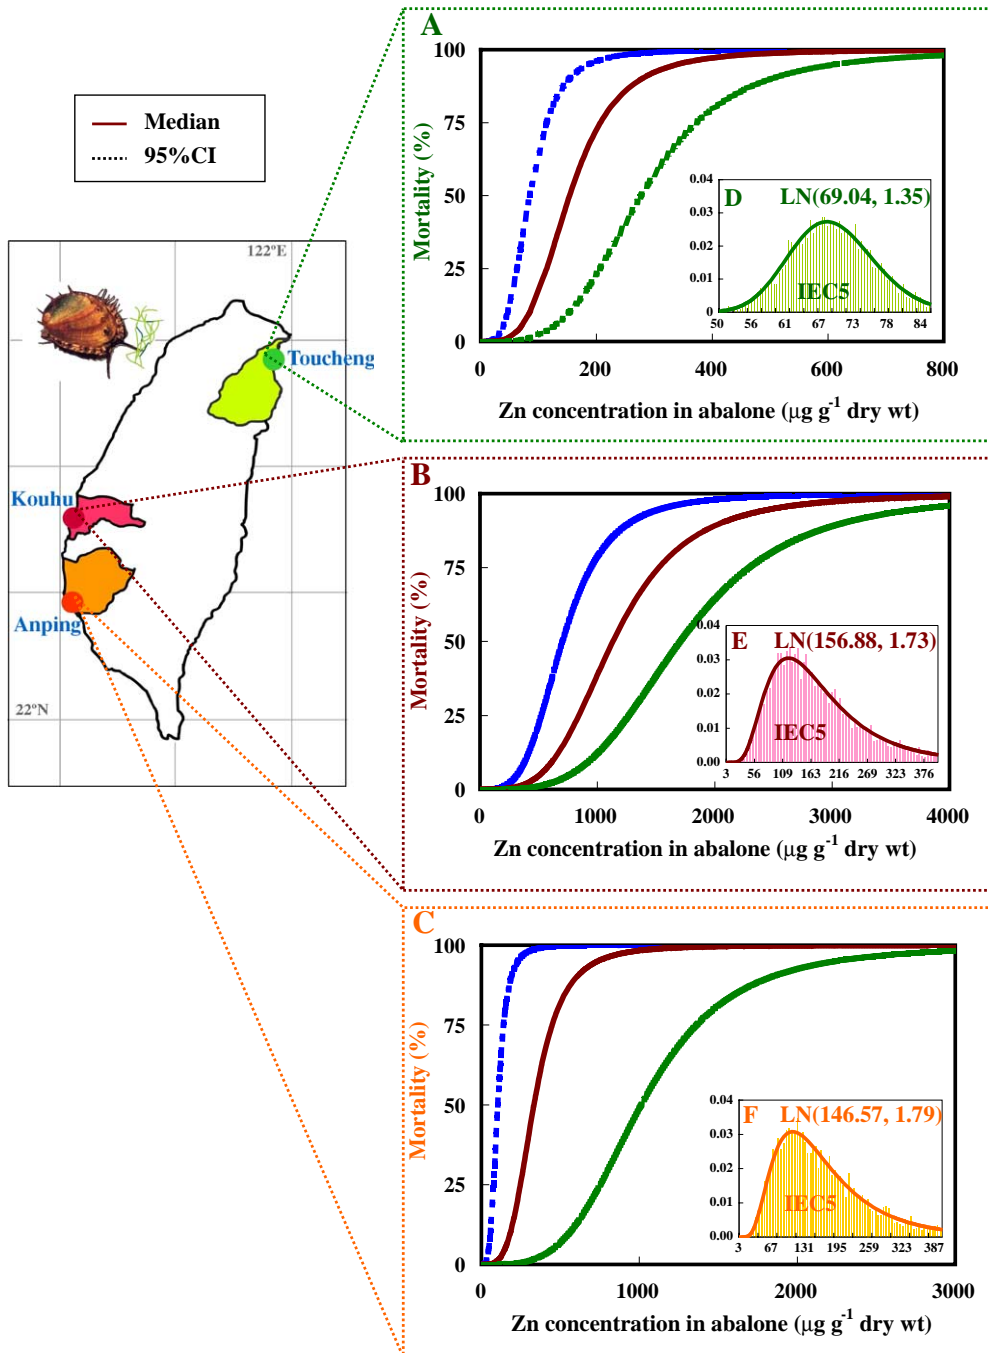 Median
95%CI
122ºE
Toucheng
Kouhu
Anping
22ºN
A
100
75
50
25
0
Mortality (%)
0 200 400 600 800
Zn concentration in abalone (µg g-1 dry wt)
D LN(69.04, 1.35)
0.04
0.03
0.02
0.01
0
IEC5
50 56 61 67 73 78 84
B
100
75
50
25
0
Mortality (%)
0 1000 2000 3000 4000
Zn concentration in abalone (µg g-1 dry wt)
E LN(156.88, 1.73)
0.04
0.03
0.02
0.01
0.00
IEC5
3 56 109 163 216 269 323 376
C
100
75
50
25
0
Mortality (%)
0 1000 2000 3000
Zn concentration in abalone (µg g-1 dry wt)
F LN(146.57, 1.79)
0.04
0.03
0.02
0.01
0.00
IEC5
3 67 131 195 259 323 387